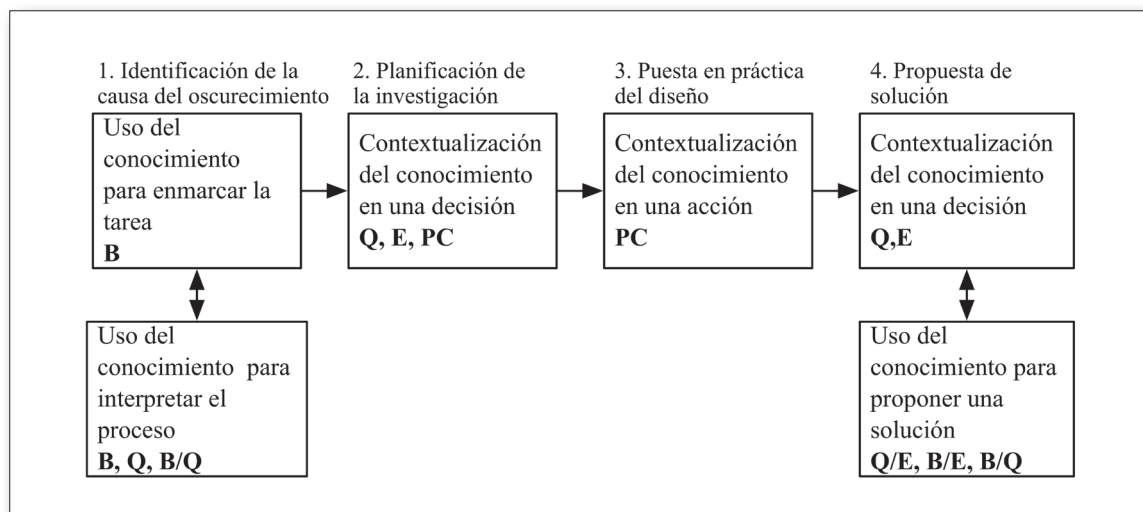 1. Identificación de la
causa del oscurecimiento
Uso del
conocimiento
para enmarcar la
tarea
B
2. Planificación de
la investigación
Contextualización
del conocimiento
en una decisión
Q, E, PC
3. Puesta en práctica
del diseño
Contextualización
del conocimiento
en una acción
PC
4. Propuesta de
solución
Contextualización
del conocimiento
en una decisión
Q,E
Uso del
conocimiento para
interpretar el
proceso
B, Q, B/Q
Uso del
conocimiento para
proponer una
solución
Q/E, B/E, B/Q